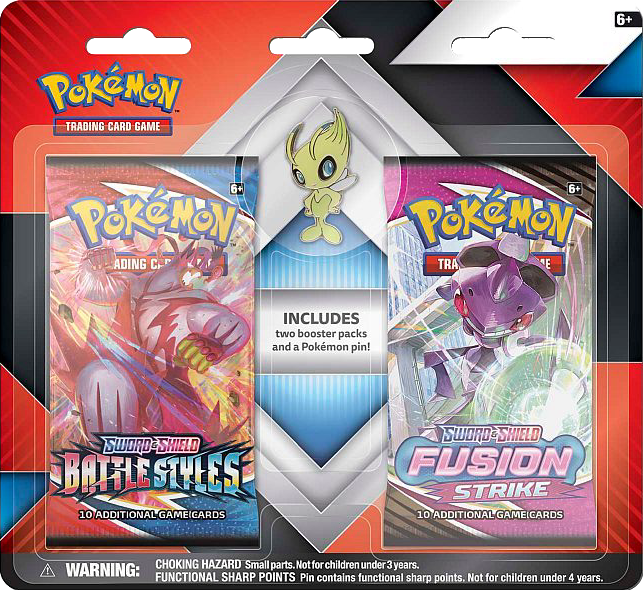 6+
POKéMON
TRADING CARD GAME
6+
POKéMON
ADING C
SWORD & SHIELD
BATTLE STYLES
10 ADDITIONAL GAME CARDS
INCLUDES
two booster packs
and a Pokémon pin!
6+
POKéMON
TRA ME
SWORD & SHIELD
FUSION
STRIKE
10 ADDITIONAL GAME CARDS
WARNING:
CHOKING HAZARD Small parts. Not for children under 3 years.
FUNCTIONAL SHARP POINTS Pin contains functional sharp points. Not for children under 4 years.